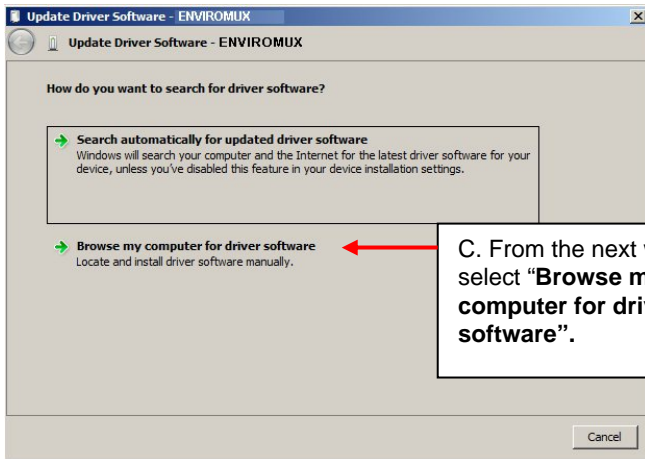 Update Driver Software - ENVIROMUX
Update Driver Software - ENVIROMUX
How do you want to search for driver software?
Search automatically for updated driver software
Windows will search your computer and the Internet for the latest driver software for your
device, unless you've disabled this feature in your device installation settings.
Browse my computer for driver software
Locate and install driver software manually.
C. From the next
select “Browse
computer for
software”.
Cancel